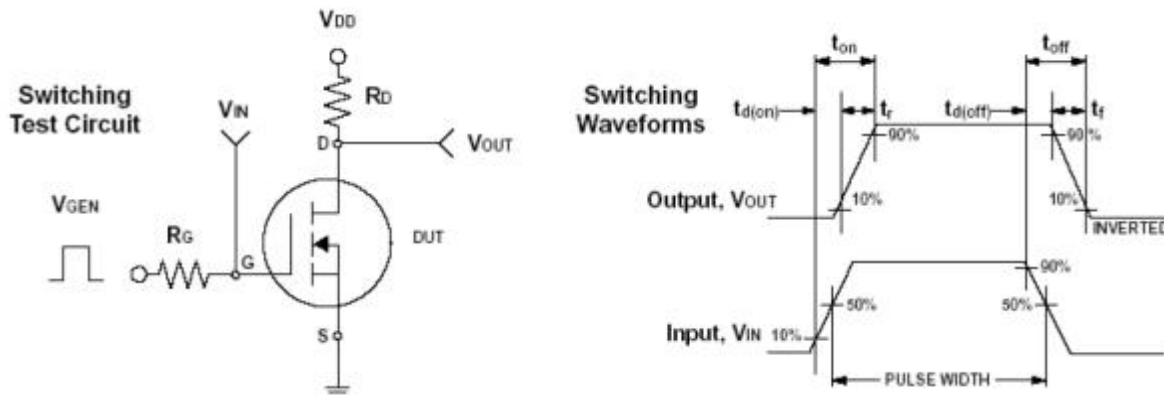 Switching
Test Circuit
VDD
RD
VIN
D
VOUT
VGEN
RG
G
DUT
S
Switching
Waveforms
ton
toff
td(on)
tr
td(off)
tf
90%
90%
Output, VOUT
10%
10%
INVERTED
90%
50%
50%
Input, VIN
10%
PULSE WIDTH